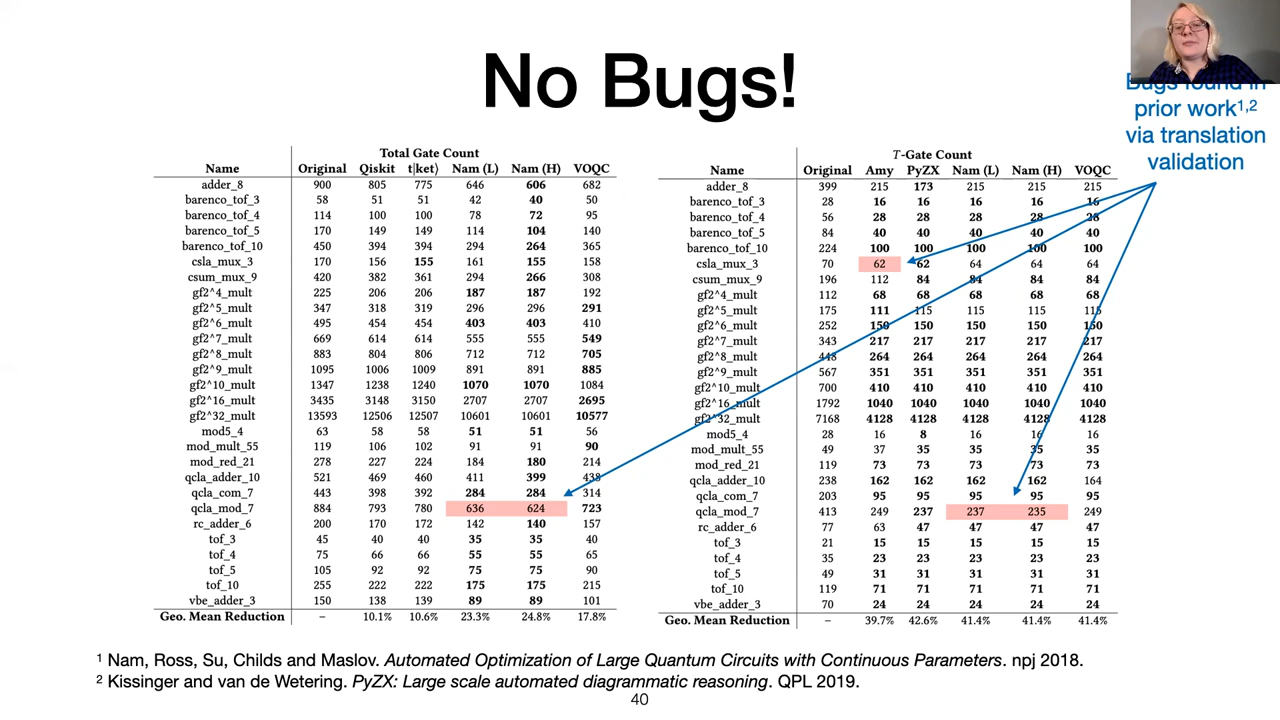 No Bugs!
Bugs found in
prior work1,2
via translation
validation
Total Gate Count
Name Original Qiskit t|ket⟩ Nam (L) Nam (H) VOQC
adder_8 900 805 775 646 606 682
barenco_tof_3 58 51 51 42 40 50
barenco_tof_4 114 100 100 78 72 95
barenco_tof_5 170 149 149 114 104 140
barenco_tof_10 450 394 394 294 264 365
csla_mux_3 170 156 155 161 155 158
csum_mux_9 420 382 361 294 266 308
gf2^4_mult 225 206 206 187 187 192
gf2^5_mult 347 318 319 296 296 291
gf2^6_mult 495 454 454 403 403 410
gf2^7_mult 669 614 614 555 555 549
gf2^8_mult 883 804 806 712 712 705
gf2^9_mult 1095 1006 1009 891 891 885
gf2^10_mult 1347 1238 1240 1070 1070 1084
gf2^16_mult 3435 3148 3150 2707 2707 2695
gf2^32_mult 13593 12506 12507 10601 10601 10577
mod5_4 63 58 58 51 51 56
mod_mult_55 119 106 102 91 91 90
mod_red_21 278 227 224 184 180 214
qcla_adder_10 521 469 460 411 399 438
qcla_com_7 443 398 392 284 284 314
qcla_mod_7 884 793 780 636 624 723
rc_adder_6 200 170 172 142 140 157
tof_3 45 40 40 35 35 40
tof_4 75 66 66 55 55 65
tof_5 105 92 92 75 75 90
tof_10 255 222 222 175 175 215
vbe_adder_3 150 138 139 89 89 101
Geo. Mean Reduction – 10.1% 10.6% 23.3% 24.8% 17.8%
T-Gate Count
Name Original Amy PyZX Nam (L) Nam (H) VOQC
adder_8 399 215 173 215 215 215
barenco_tof_3 28 16 16 16 16 16
barenco_tof_4 56 28 28 28 28 28
barenco_tof_5 84 40 40 40 40 40
barenco_tof_10 224 100 100 100 100 100
csla_mux_3 70 62 62 64 64 64
csum_mux_9 196 112 84 84 84 84
gf2^4_mult 112 68 68 68 68 68
gf2^5_mult 175 111 115 115 115 115
gf2^6_mult 252 150 150 150 150 150
gf2^7_mult 343 217 217 217 217 217
gf2^8_mult 448 264 264 264 264 264
gf2^9_mult 567 351 351 351 351 351
gf2^10_mult 700 410 410 410 410 410
gf2^16_mult 1792 1040 1040 1040 1040 1040
gf2^32_mult 7168 4128 4128 4128 4128 4128
mod5_4 28 16 8 16 16 16
mod_mult_55 49 37 35 35 35 35
mod_red_21 119 73 73 73 73 73
qcla_adder_10 238 162 162 162 162 164
qcla_com_7 203 95 95 95 95 95
qcla_mod_7 413 249 237 237 235 249
rc_adder_6 77 63 47 47 47 47
tof_3 21 15 15 15 15 15
tof_4 35 23 23 23 23 23
tof_5 49 31 31 31 31 31
tof_10 119 71 71 71 71 71
vbe_adder_3 70 24 24 24 24 24
Geo. Mean Reduction – 39.7% 42.6% 41.4% 41.4% 41.4%
1 Nam, Ross, Su, Childs and Maslov. Automated Optimization of Large Quantum Circuits with Continuous Parameters. npj 2018.
2 Kissinger and van de Wetering. PyZX: Large scale automated diagrammatic reasoning. QPL 2019.
40